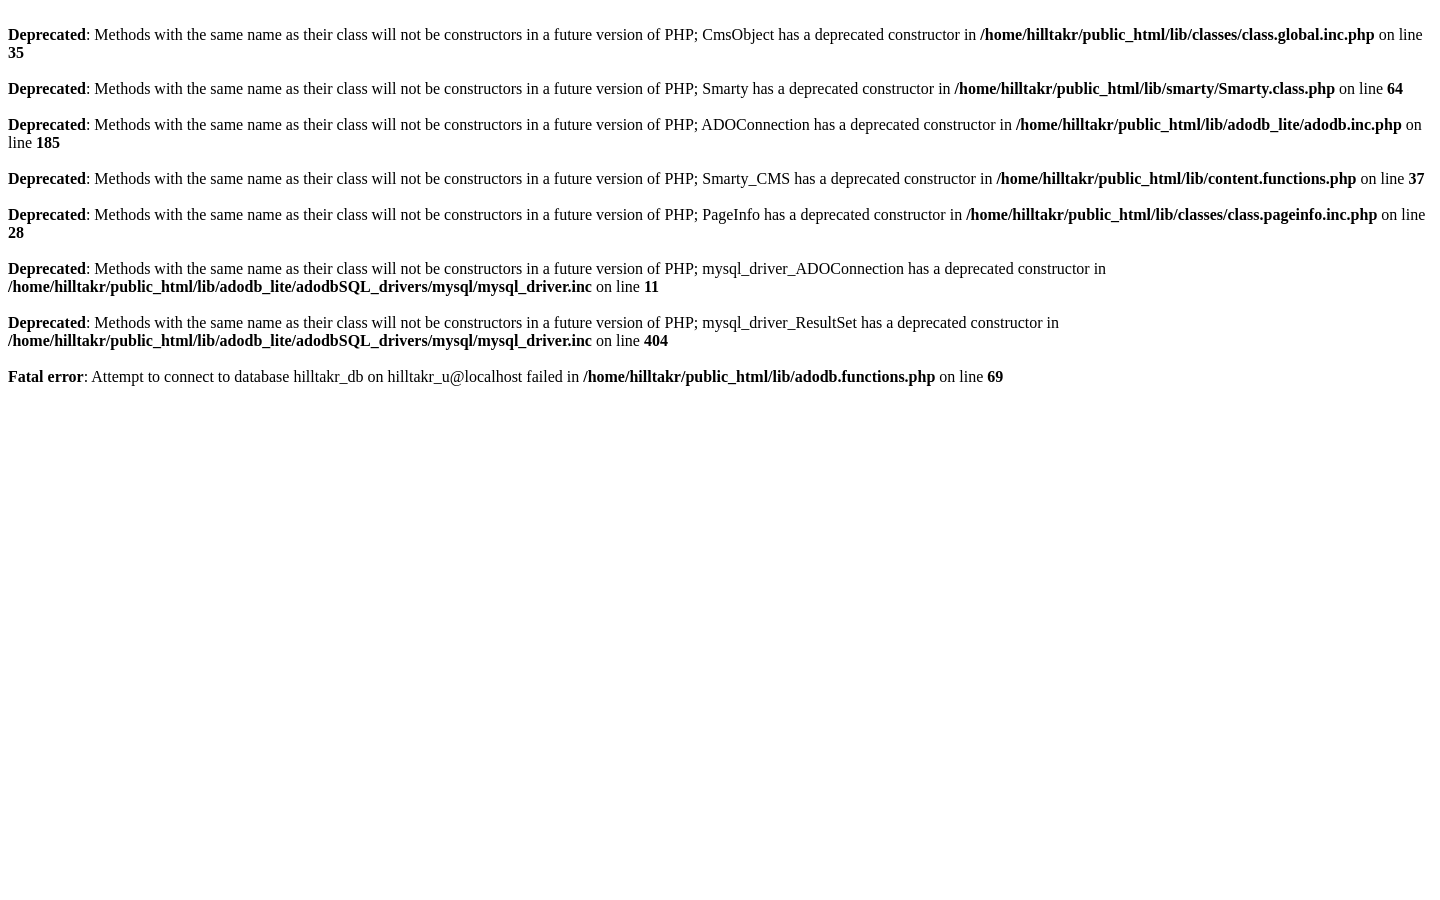 Deprecated: Methods with the same name as their class will not be constructors in a future version of PHP; CmsObject has a deprecated constructor in /home/hilltakr/public_html/lib/classes/class.global.inc.php on line
35
Deprecated: Methods with the same name as their class will not be constructors in a future version of PHP; Smarty has a deprecated constructor in /home/hilltakr/public_html/lib/smarty/Smarty.class.php on line 64
Deprecated: Methods with the same name as their class will not be constructors in a future version of PHP; ADOConnection has a deprecated constructor in /home/hilltakr/public_html/lib/adodb_lite/adodb.inc.php on
line 185
Deprecated: Methods with the same name as their class will not be constructors in a future version of PHP; Smarty_CMS has a deprecated constructor in /home/hilltakr/public_html/lib/content.functions.php on line 37
Deprecated: Methods with the same name as their class will not be constructors in a future version of PHP; PageInfo has a deprecated constructor in /home/hilltakr/public_html/lib/classes/class.pageinfo.inc.php on line
28
Deprecated: Methods with the same name as their class will not be constructors in a future version of PHP; mysql_driver_ADOConnection has a deprecated constructor in
/home/hilltakr/public_html/lib/adodb_lite/adodbSQL_drivers/mysql/mysql_driver.inc on line 11
Deprecated: Methods with the same name as their class will not be constructors in a future version of PHP; mysql_driver_ResultSet has a deprecated constructor in
/home/hilltakr/public_html/lib/adodb_lite/adodbSQL_drivers/mysql/mysql_driver.inc on line 404
Fatal error: Attempt to connect to database hilltakr_db on hilltakr_u@localhost failed in /home/hilltakr/public_html/lib/adodb.functions.php on line 69